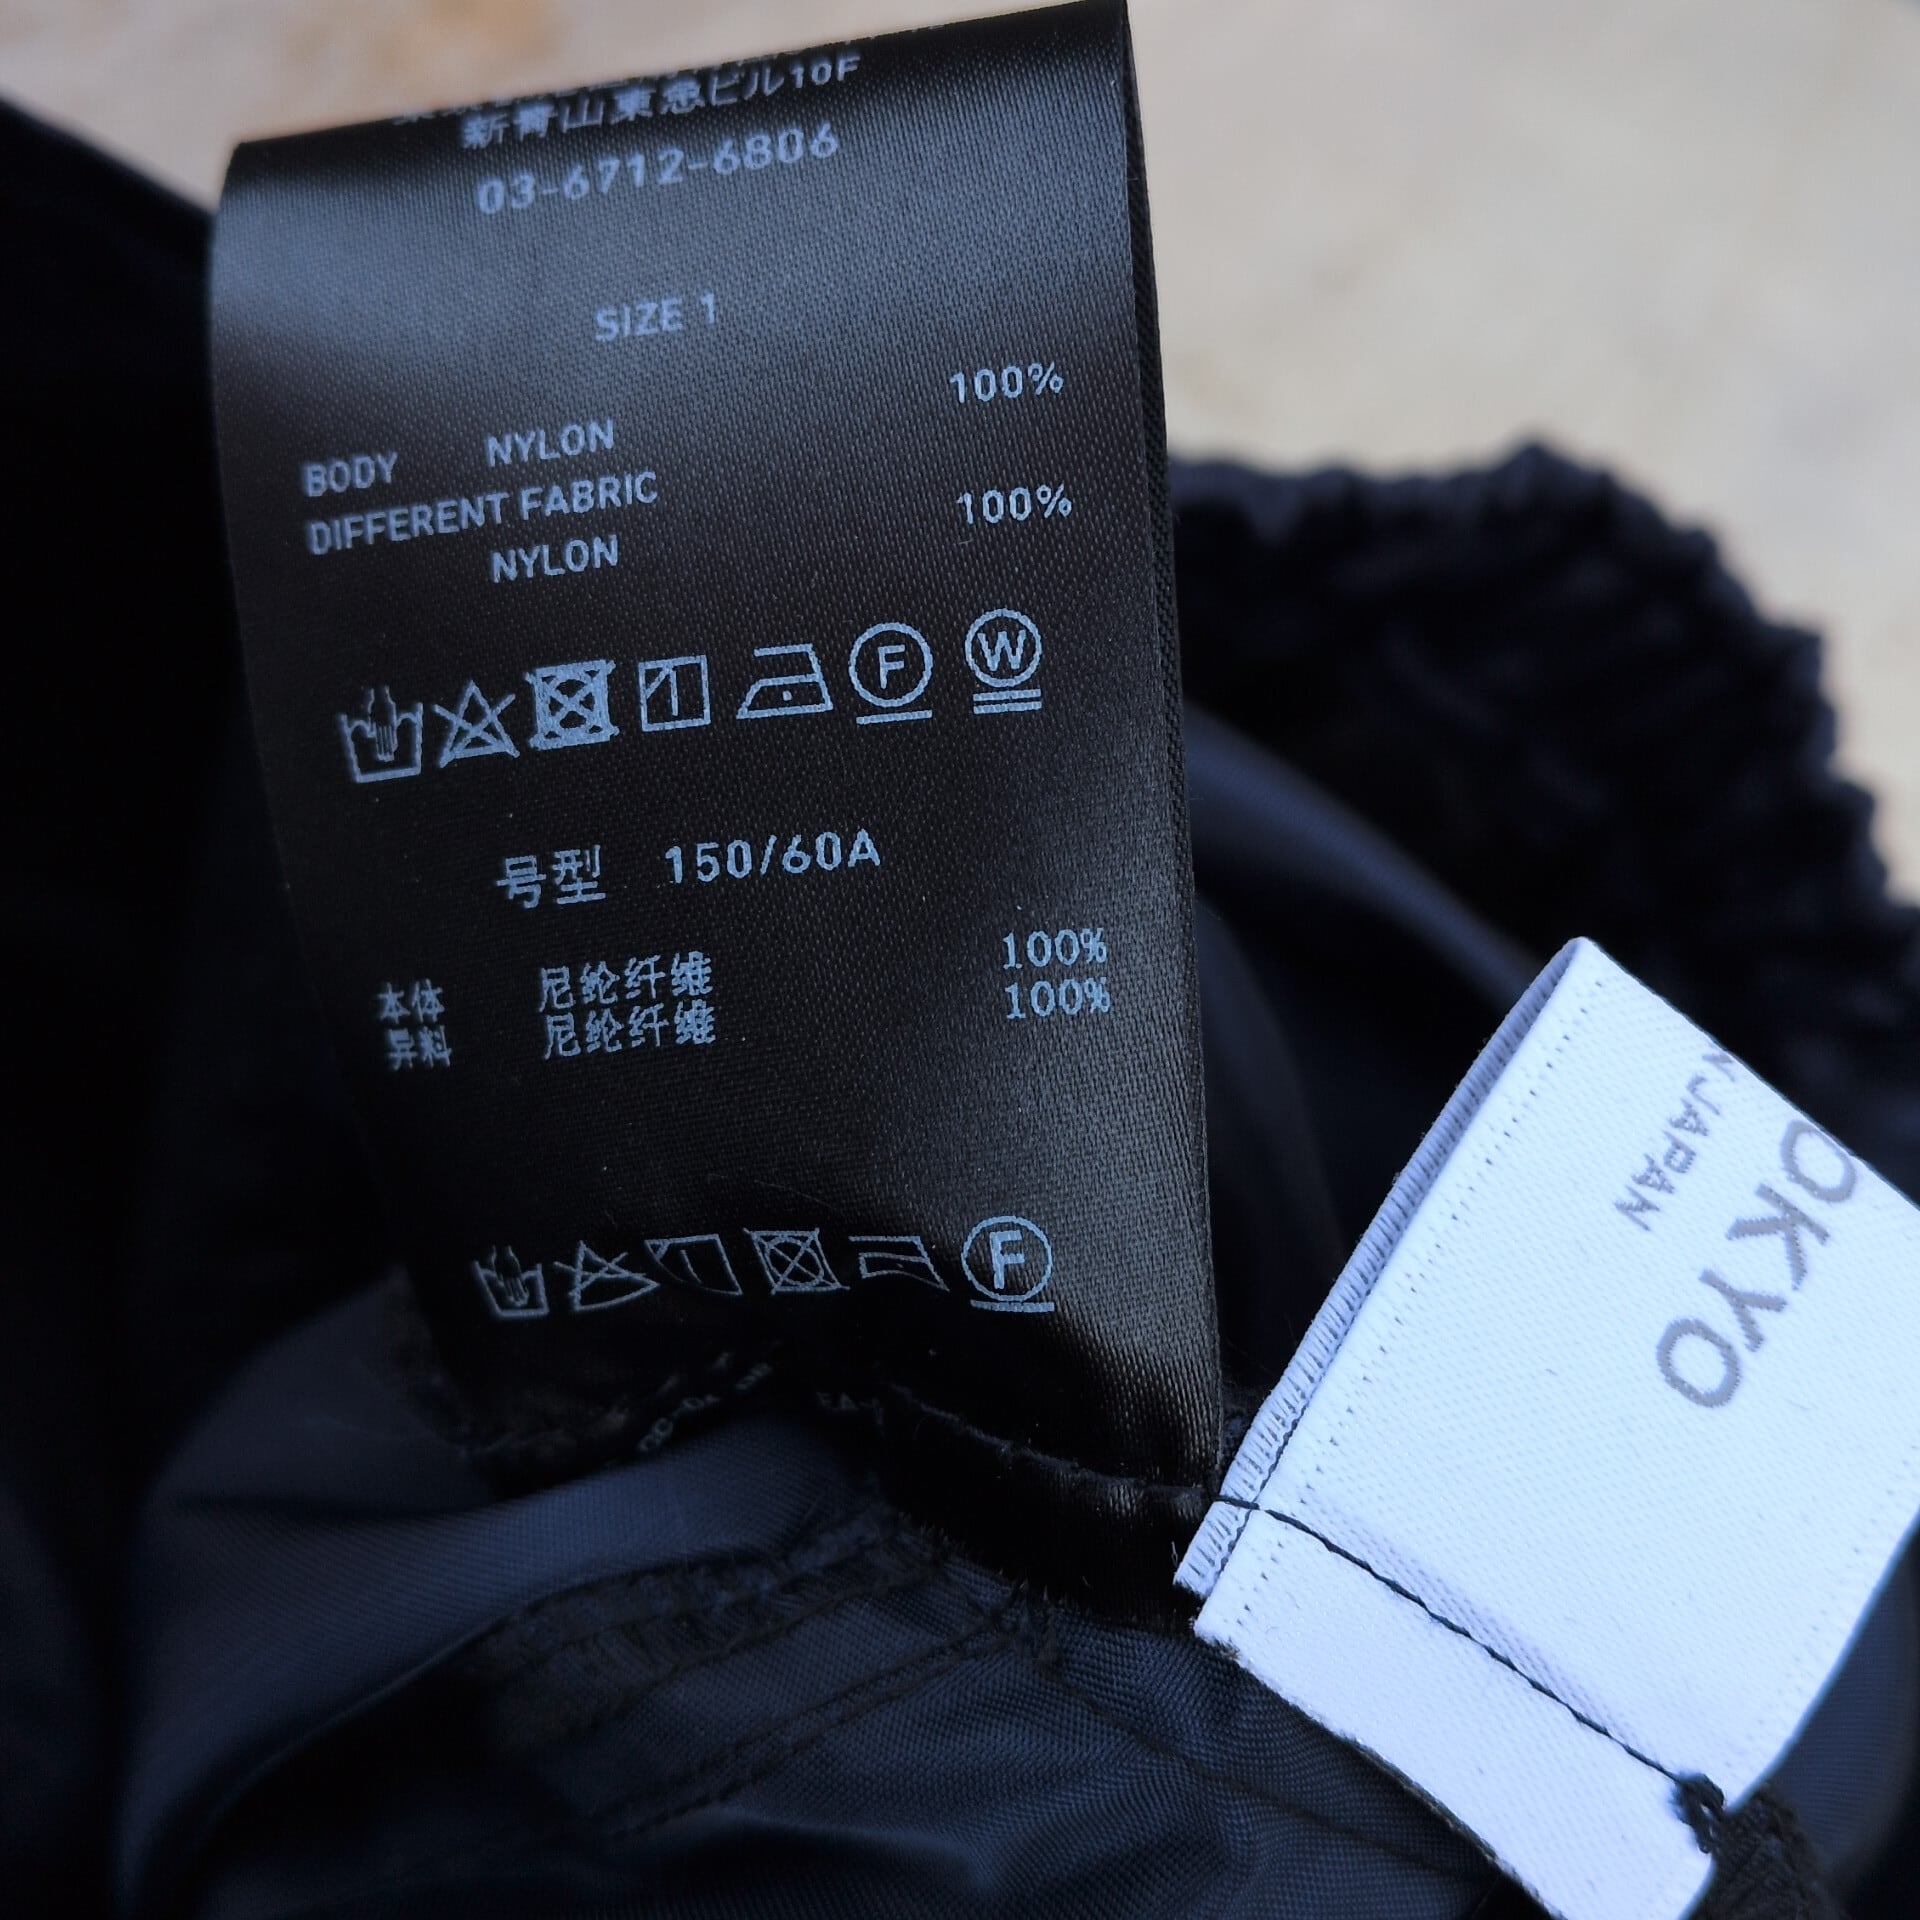 新青山東急ビル10F
03-6712-6806
SIZE 1
BODY NYLON 100%
DIFFERENT FABRIC
NYLON 100%
F W
号型 150/60A
本体 尼纶纤维 100%
异料 尼纶纤维 100%
F
N JAPAN
OKYO